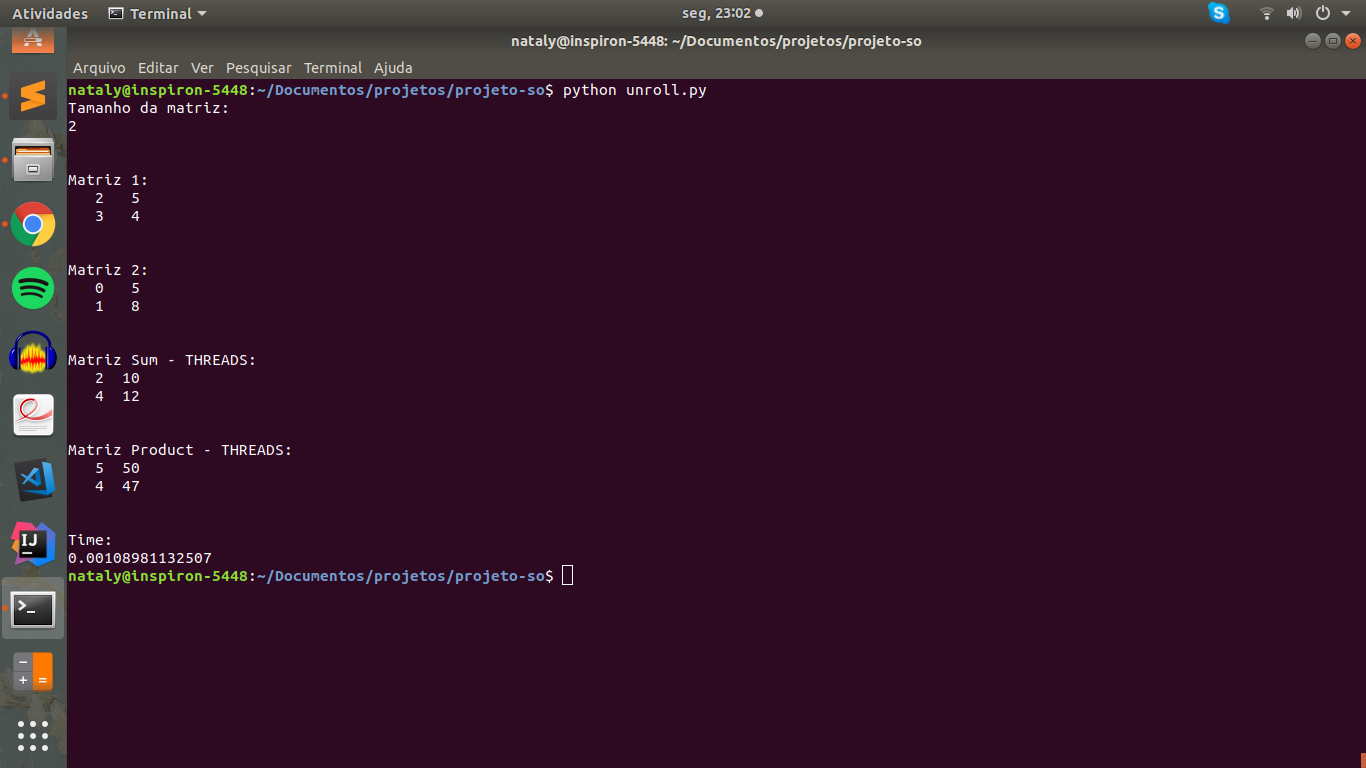 Atividades Terminal seg, 23:02
nataly@inspiron-5448: ~/Documentos/projetos/projeto-so
Arquivo Editar Ver Pesquisar Terminal Ajuda
nataly@inspiron-5448:~/Documentos/projetos/projeto-so$ python unroll.py
Tamanho da matriz:
2
Matriz 1:
2 5
3 4
Matriz 2:
0 5
1 8
Matriz Sum - THREADS:
2 10
4 12
Matriz Product - THREADS:
5 50
4 47
Time:
0.00108981132507
nataly@inspiron-5448:~/Documentos/projetos/projeto-so$
IJ